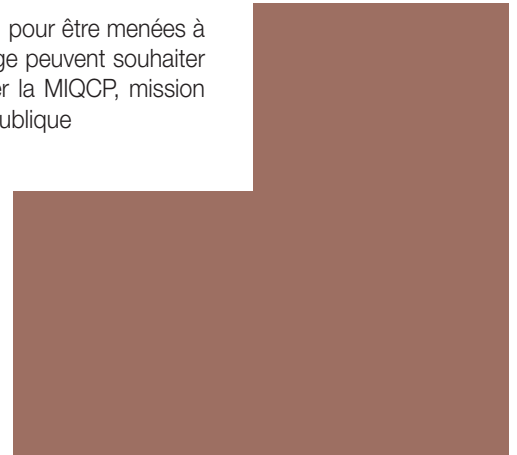 pour être menées à
ge peuvent souhaiter
er la MIQCP, mission
ublique